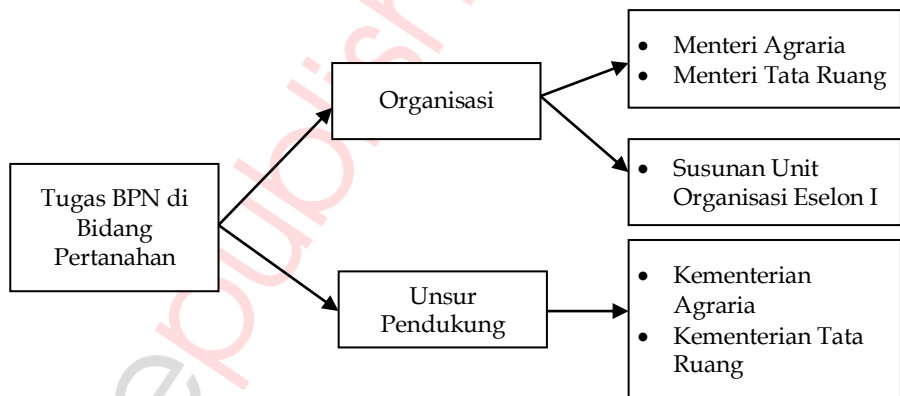 Tugas BPN di
Bidang
Pertanahan
Organisasi
• Menteri Agraria
• Menteri Tata Ruang
• Susunan Unit
Organisasi Eselon I
Unsur
Pendukung
• Kementerian
Agraria
• Kementerian Tata
Ruang
epublish